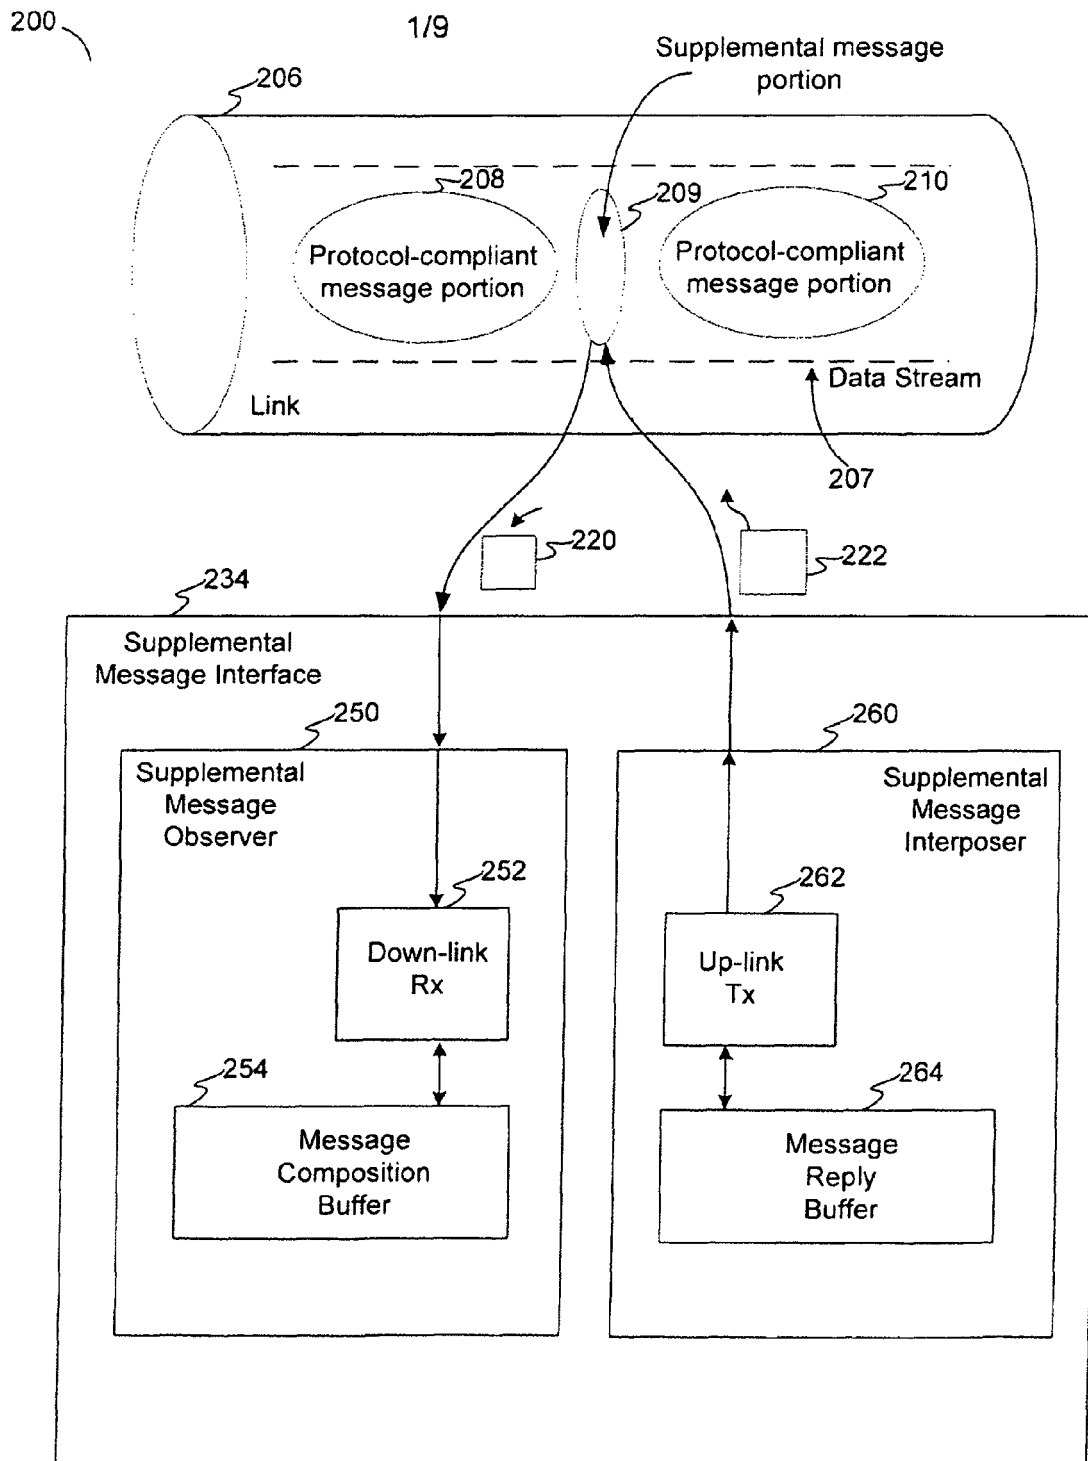 200
1/9
Supplemental message
portion
206
208
209
210
Protocol-compliant
message portion
Protocol-compliant
message portion
Data Stream
Link
207
220
222
234
Supplemental
Message Interface
250
260
Supplemental
Message
Observer
Supplemental
Message
Interposer
252
262
Down-link
Rx
Up-link
Tx
254
264
Message
Composition
Buffer
Message
Reply
Buffer